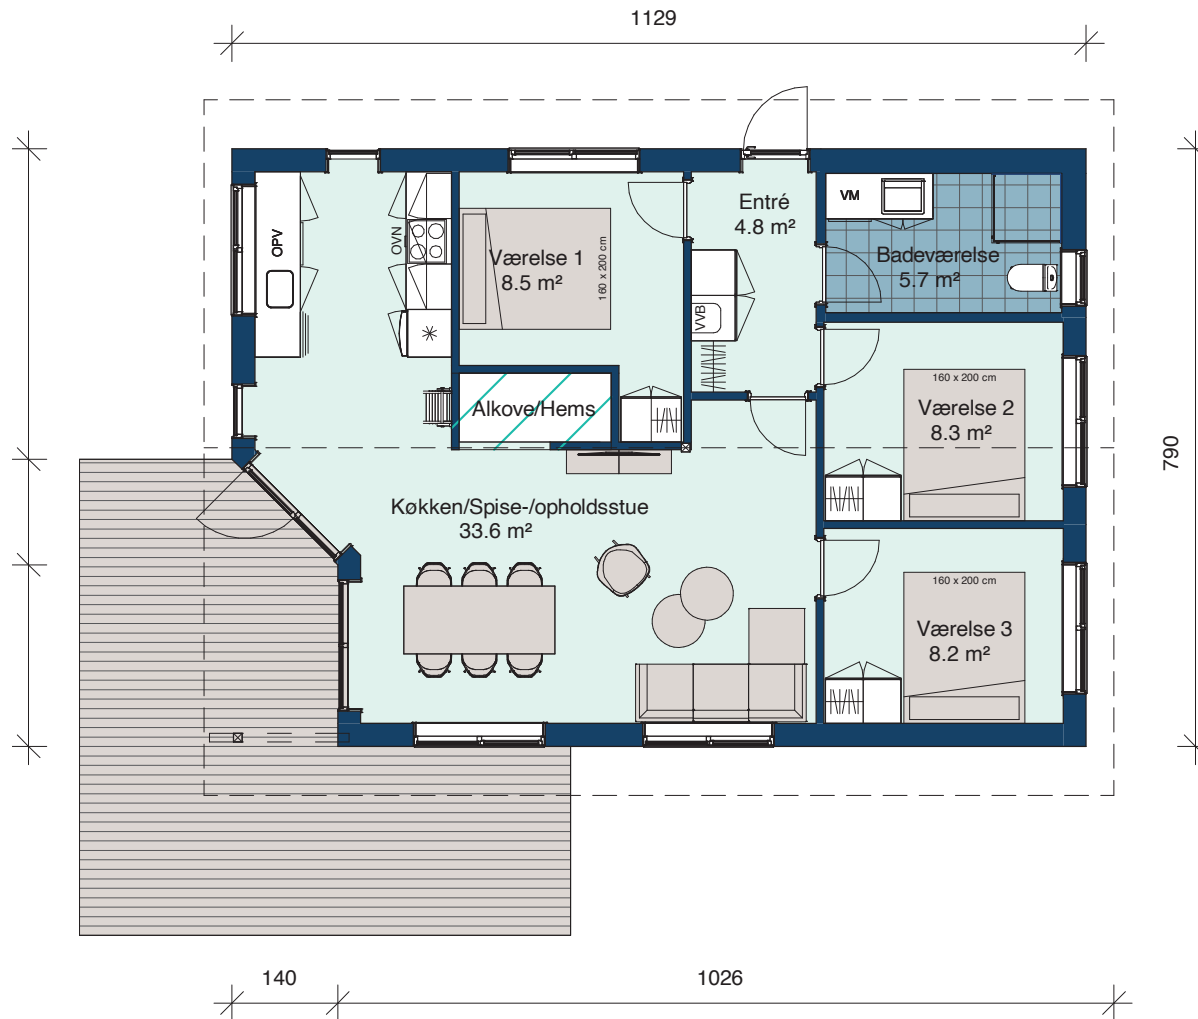 1129
Entré
4.8 m²
VM
OPV
OVN
Værelse 1
8.5 m²
160 x 200 cm
Badeværelse
5.7 m²
VVB
Alkove/Hems
160 x 200 cm
Værelse 2
8.3 m²
790
Køkken/Spise-/opholdsstue
33.6 m²
160 x 200 cm
Værelse 3
8.2 m²
140
1026